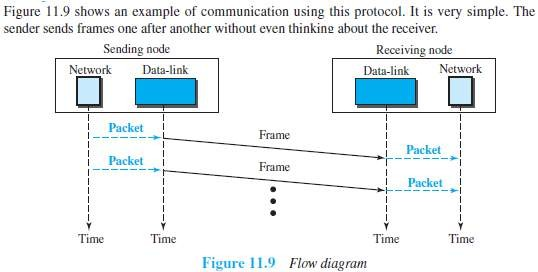 Figure 11.9 shows an example of communication using this protocol. It is very simple. The
sender sends frames one after another without even thinking about the receiver.
Sending node
Receiving node
Network
Data-link
Data-link
Network
Packet
Frame
Packet
Packet
Frame
Packet
Time
Time
Time
Time
Figure 11.9 Flow diagram